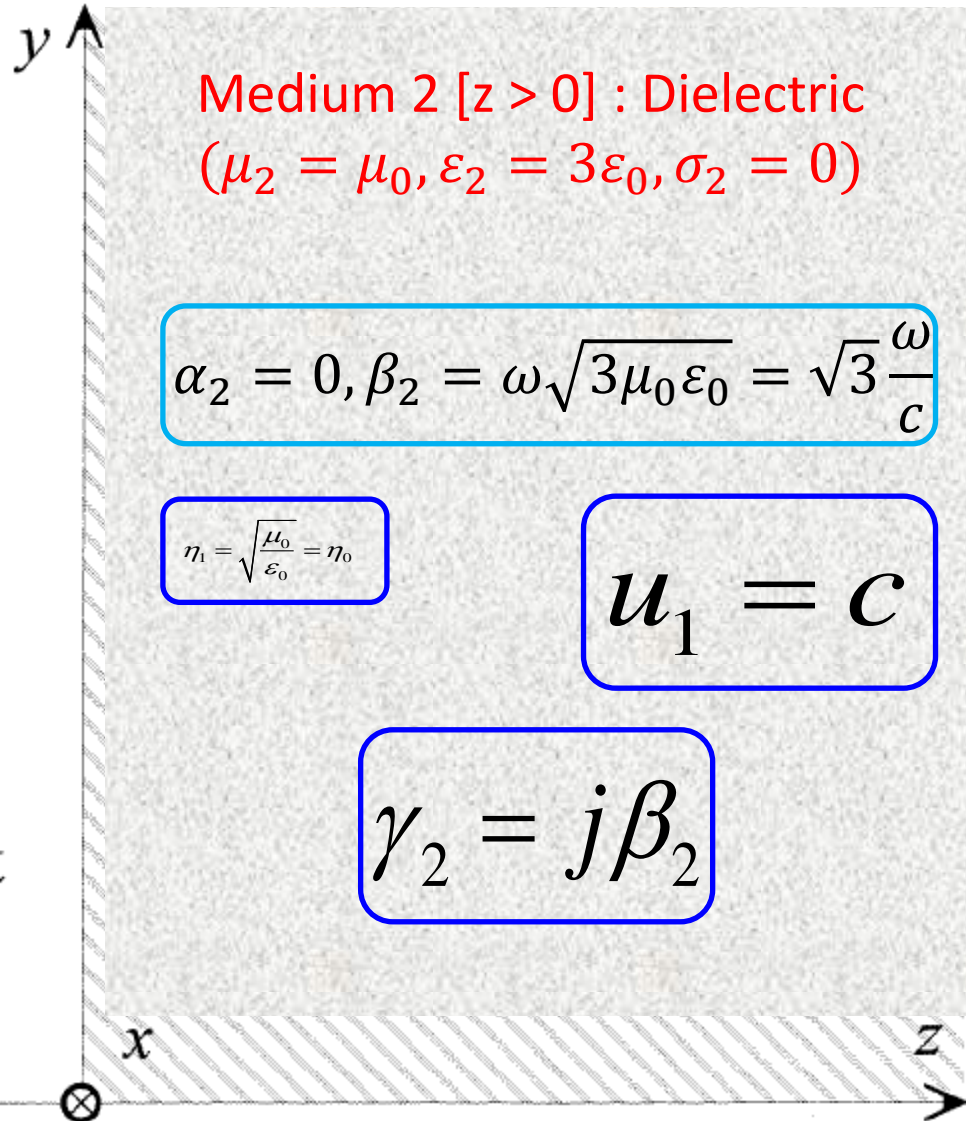 y
Medium 2 [z > 0] : Dielectric
(μ₂ = μ₀, ε₂ = 3ε₀, σ₂ = 0)
α₂ = 0, β₂ = ω√(3μ₀ε₀) = √3 ω/c
η₁ = √(μ₀/ε₀) = η₀
u₁ = c
γ₂ = jβ₂
x
z